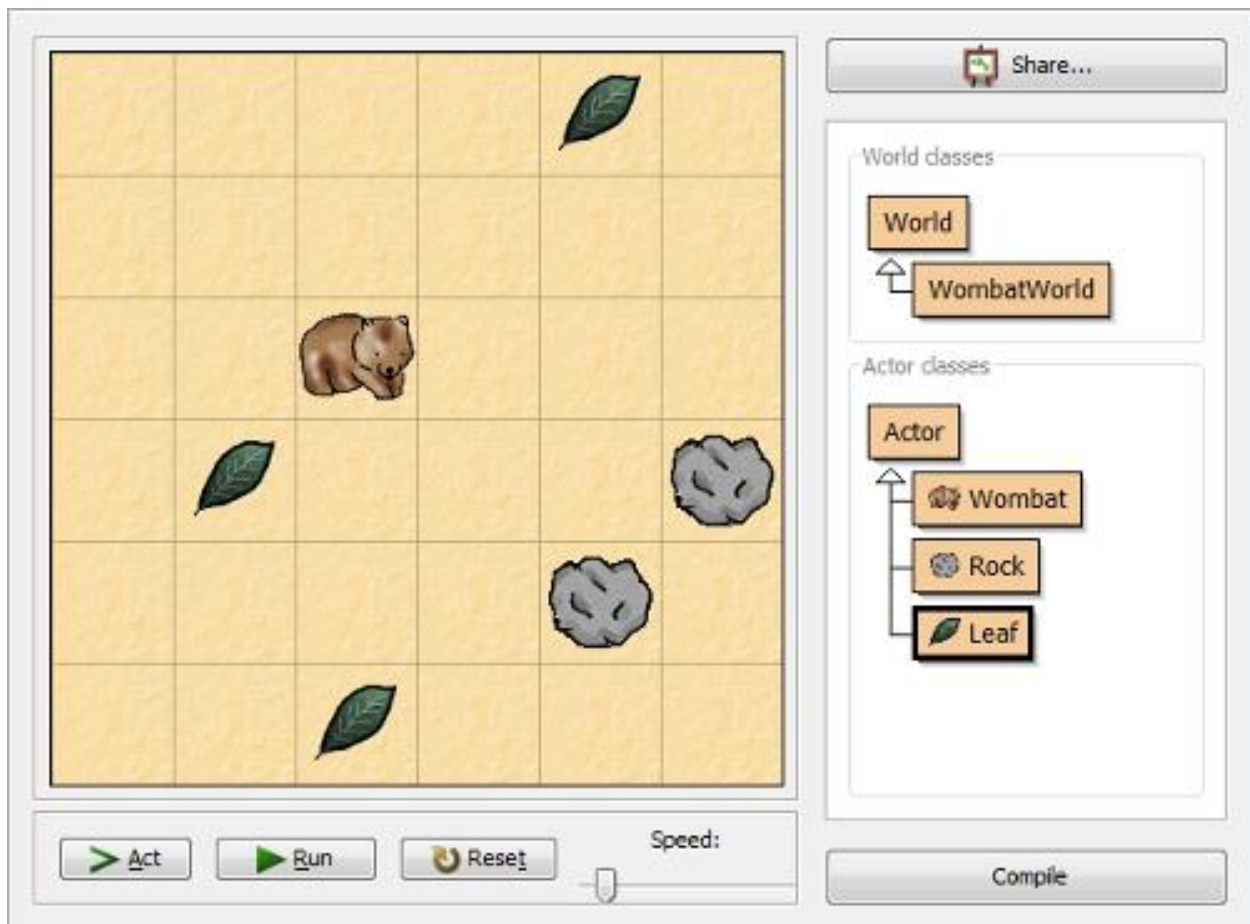 Share...
World classes
World
WombatWorld
Actor classes
Actor
Wombat
Rock
Leaf
Act
Run
Reset
Speed:
Compile